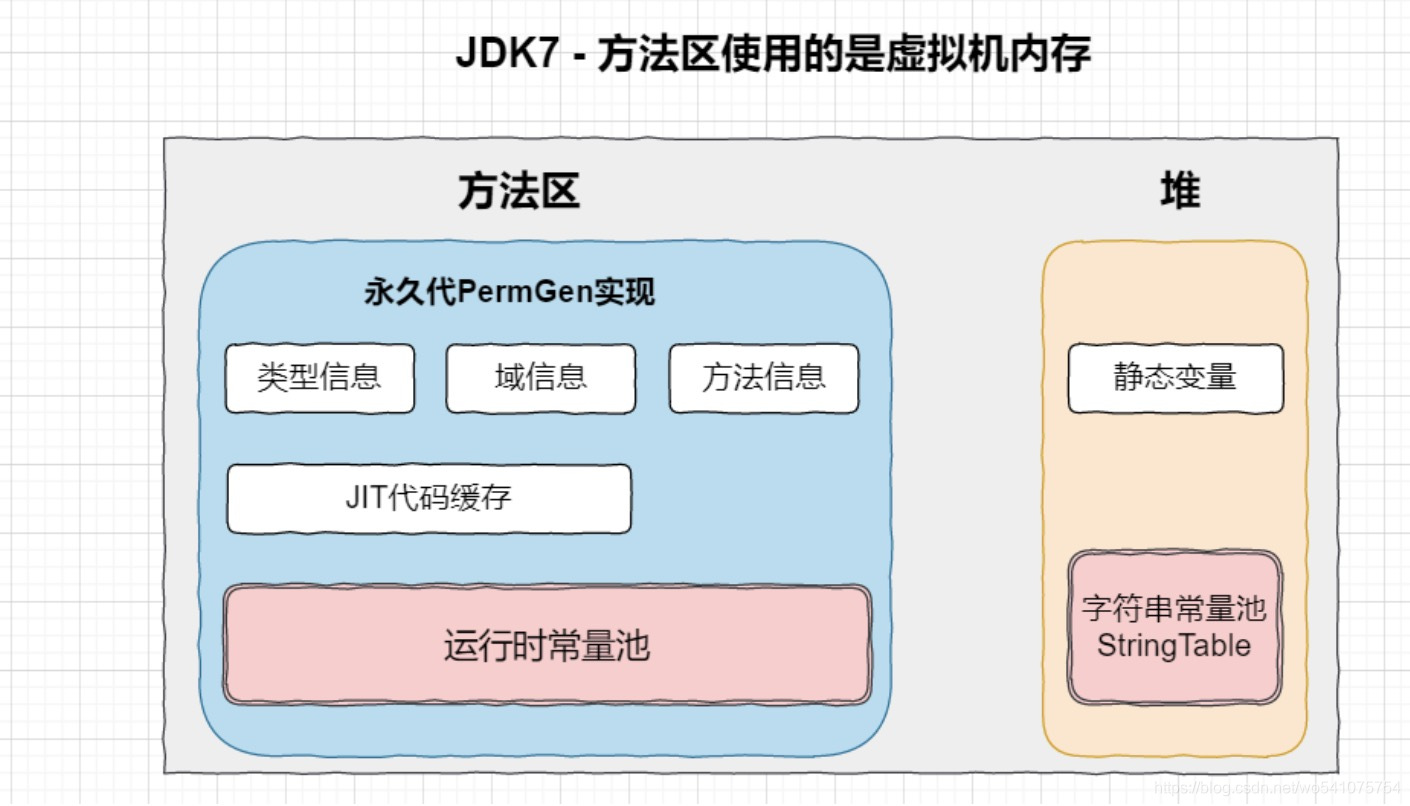 JDK7 - 方法区使用的是虚拟机内存
方法区
堆
永久代PermGen实现
类型信息
域信息
方法信息
静态变量
JIT代码缓存
运行时常量池
字符串常量池
StringTable
https://blog.csdn.net/wo541075754